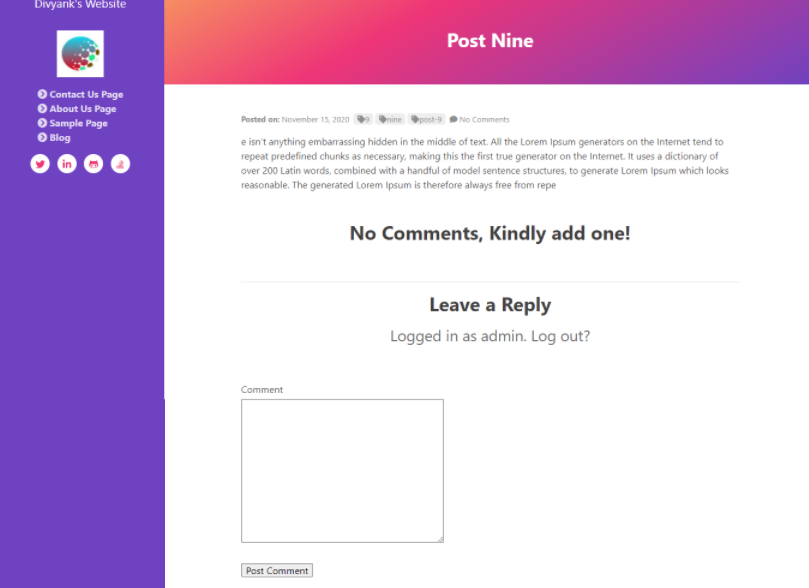 Divyank's Website
Contact Us Page
About Us Page
Sample Page
Blog
Post Nine
Posted on: November 15, 2020 9 nine post-9 No Comments
e isn't anything embarrassing hidden in the middle of text. All the Lorem Ipsum generators on the Internet tend to
repeat predefined chunks as necessary, making this the first true generator on the Internet. It uses a dictionary of
over 200 Latin words, combined with a handful of model sentence structures, to generate Lorem Ipsum which looks
reasonable. The generated Lorem Ipsum is therefore always free from repe
No Comments, Kindly add one!
Leave a Reply
Logged in as admin. Log out?
Comment
Post Comment